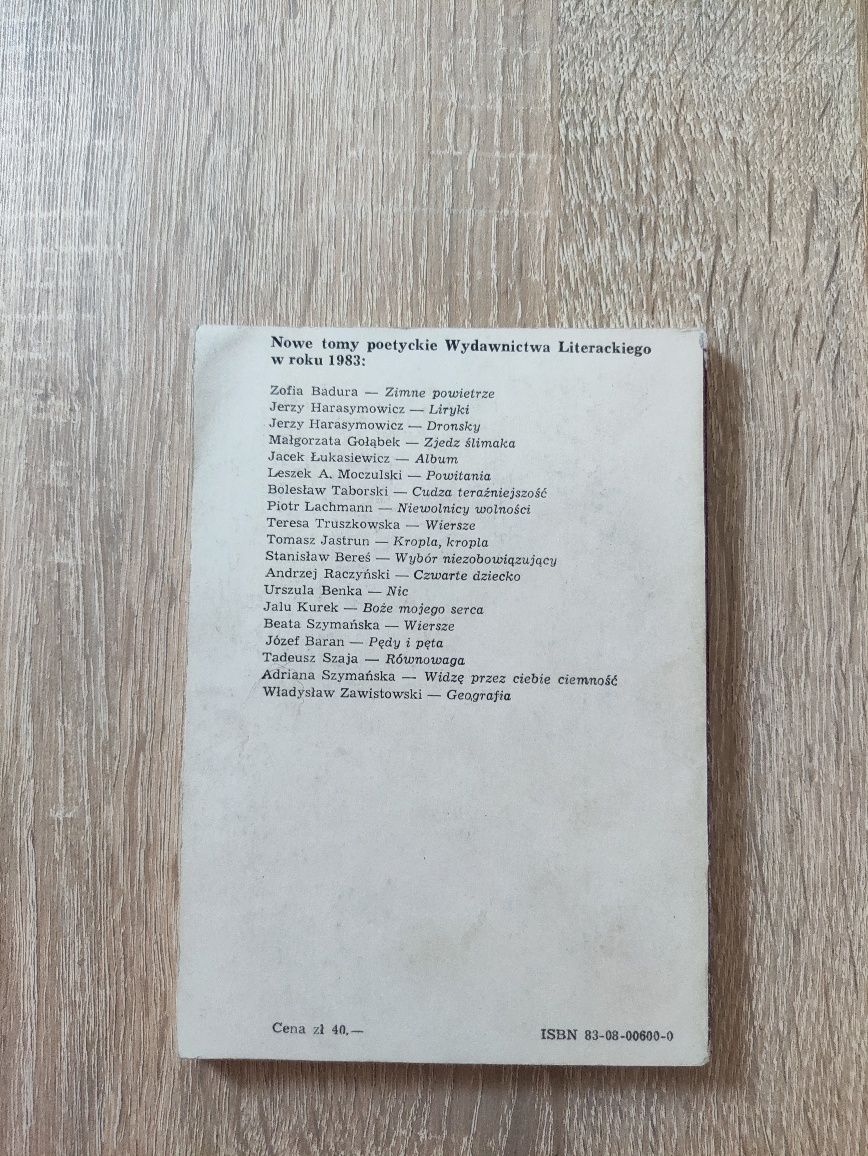 Nowe tomy poetyckie Wydawnictwa Literackiego
w roku 1983:
Zofia Badura — Zimne powietrze
Jerzy Harasymowicz — Liryki
Jerzy Harasymowicz — Dronsky
Małgorzata Gołąbek — Zjedz ślimaka
Jacek Łukasiewicz — Album
Leszek A. Moczulski — Powitania
Bolesław Taborski — Cudza teraźniejszość
Piotr Lachmann — Niewolnicy wolności
Teresa Truszkowska — Wiersze
Tomasz Jastrun — Kropla, kropla
Stanisław Bereś — Wybór niezobowiązujący
Andrzej Raczyński — Czwarte dziecko
Urszula Benka — Nic
Jalu Kurek — Boże mojego serca
Beata Szymańska — Wiersze
Józef Baran — Pędy i pęta
Tadeusz Szaja — Równowaga
Adriana Szymańska — Widzę przez ciebie ciemność
Władysław Zawistowski — Geografia
Cena zł 40,—
ISBN 83-08-00600-0